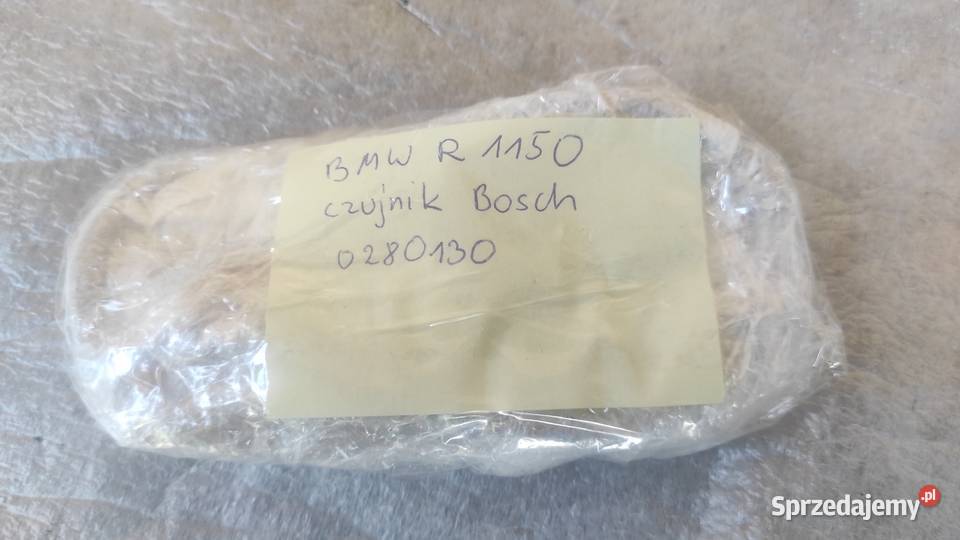 BMW R 1150
czujnik Bosch
0280130
Sprzedajemy.pl